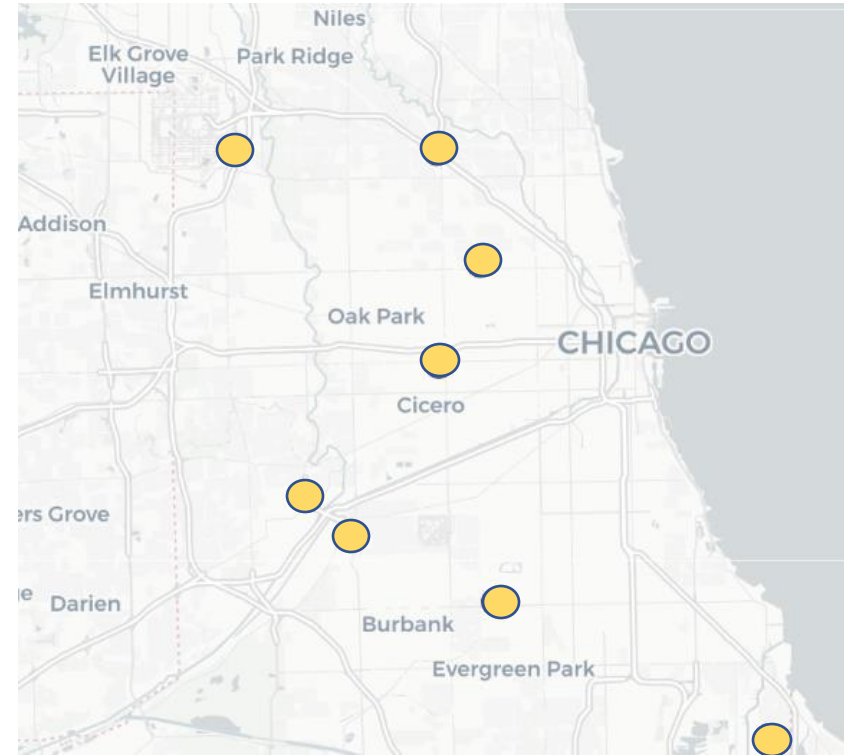 Niles
Elk Grove
Village
Park Ridge
Addison
Elmhurst
Oak Park
CHICAGO
Cicero
ers Grove
e
Darien
Burbank
Evergreen Park